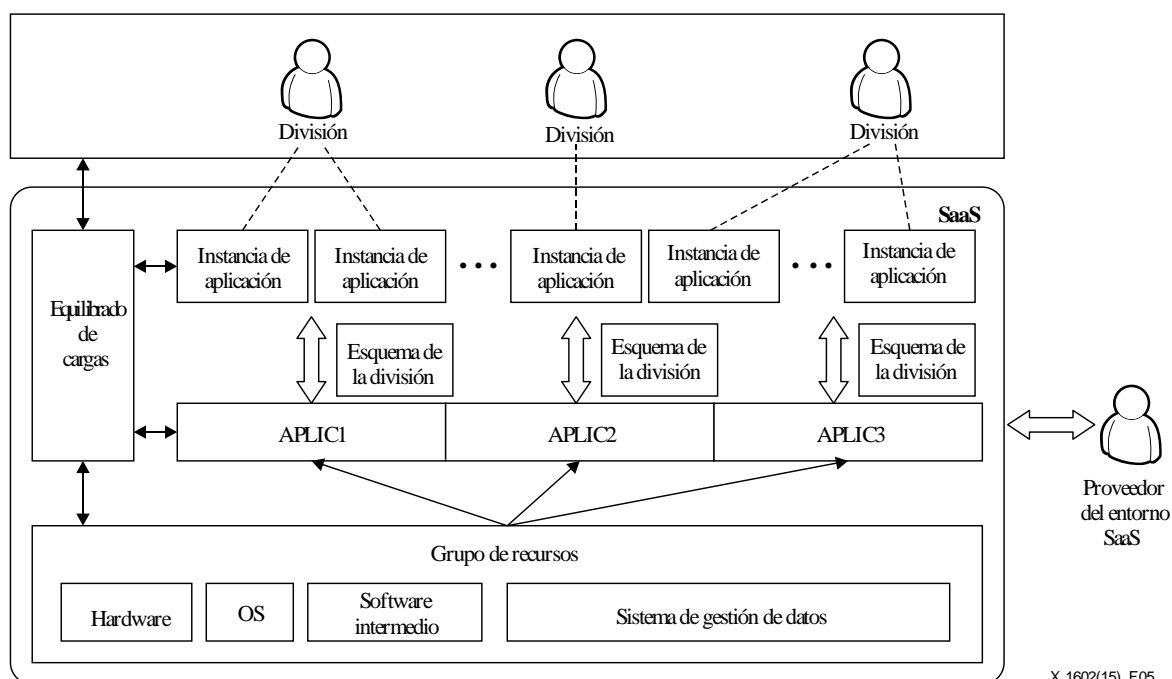 División
División
División
SaaS
Instancia de
aplicación
Instancia de
aplicación
...
Instancia de
aplicación
Instancia de
aplicación
...
Instancia de
aplicación
Equilibrado
de
cargas
Esquema de
la división
Esquema de
la división
Esquema de
la división
APLIC1
APLIC2
APLIC3
Proveedor
del entorno
SaaS
Grupo de recursos
Hardware
OS
Software
intermedio
Sistema de gestión de datos
X.1602(15)_F05